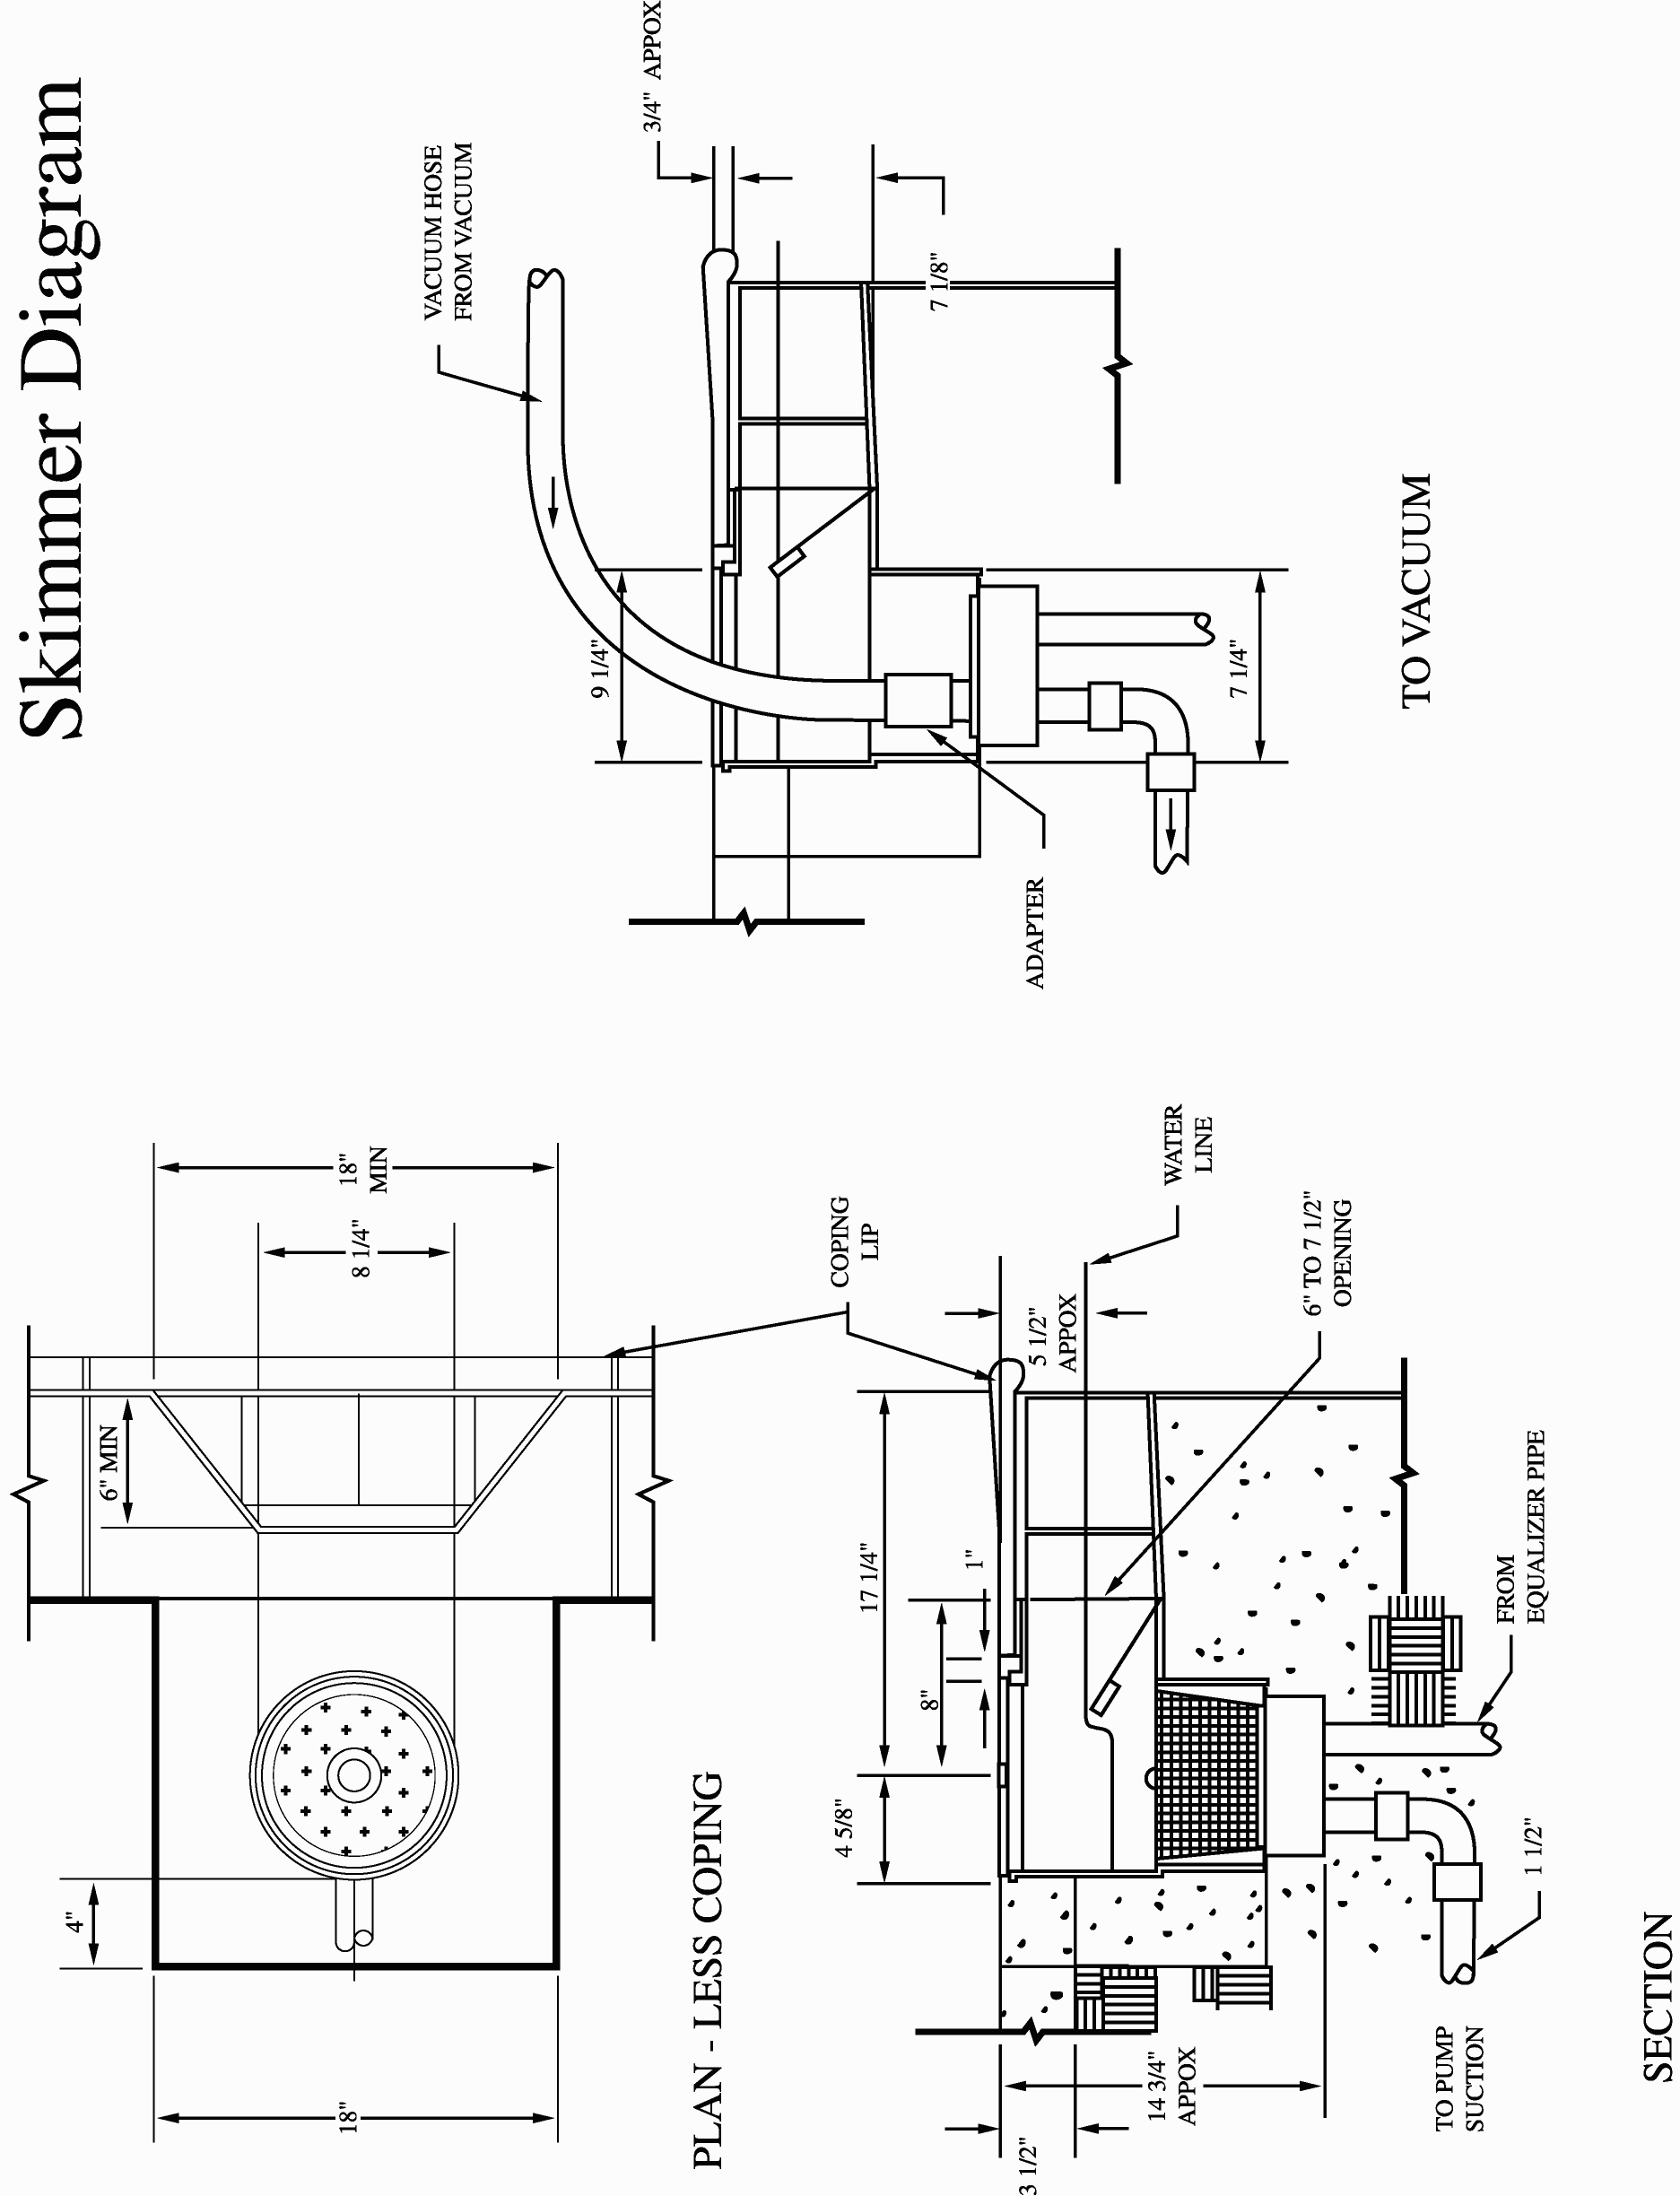 Skimmer Diagram
4"
18"
6" MIN
8 1/4"
18"
MIN
PLAN - LESS COPING
COPING
LIP
4 5/8"
17 1/4"
8"
1"
5 1/2"
APPOX
WATER
LINE
6" TO 7 1/2"
OPENING
3 1/2"
14 3/4"
APPOX
TO PUMP
SUCTION
1 1/2"
FROM
EQUALIZER PIPE
SECTION
VACUUM HOSE
FROM VACUUM
3/4" APPOX
9 1/4"
7 1/8"
7 1/4"
ADAPTER
TO VACUUM